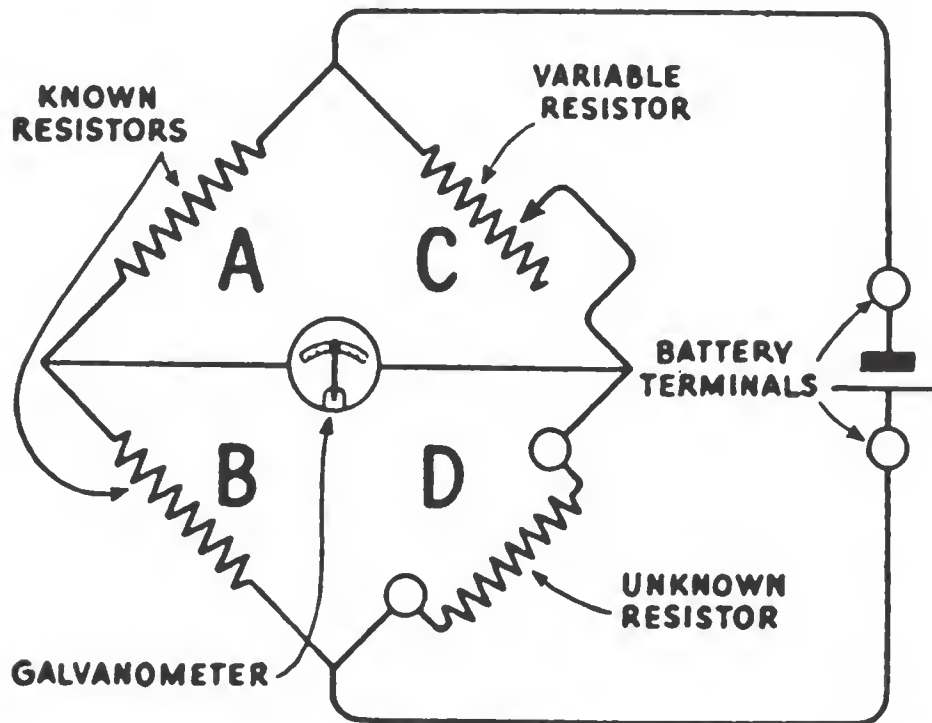 KNOWN
RESISTORS
VARIABLE
RESISTOR
A
C
BATTERY
TERMINALS
B
D
UNKNOWN
RESISTOR
GALVANOMETER